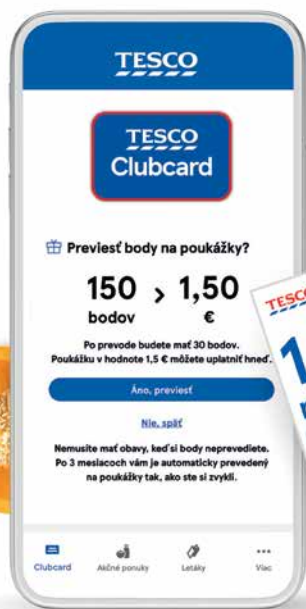 TESCO
TESCO
Clubcard
Previesť body na poukážky?
150 > 1,50
bodov €
Po prevode budete mať 30 bodov.
Poukážku v hodnote 1,5 € môžete uplatniť hneď.
Áno, previesť
Nie, späť
Nemusíte mať obavy, keď si body neprevediete.
Po 3 mesiacoch vám je automaticky prevedený
na poukážky tak, ako ste si zvykli.
Clubcard Akčné ponuky Letáky Viac
TESCO